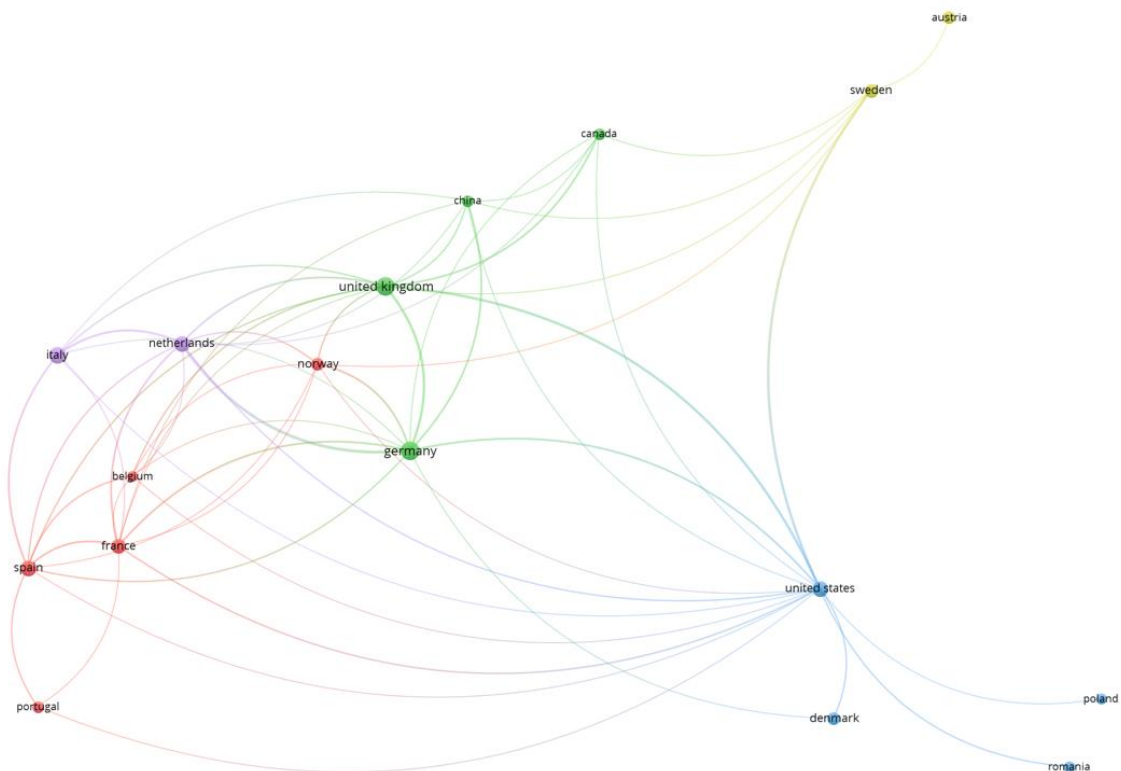 austria
sweden
canada
china
united kingdom
netherlands
italy
norway
germany
belgium
france
spain
united states
poland
portugal
denmark
romania